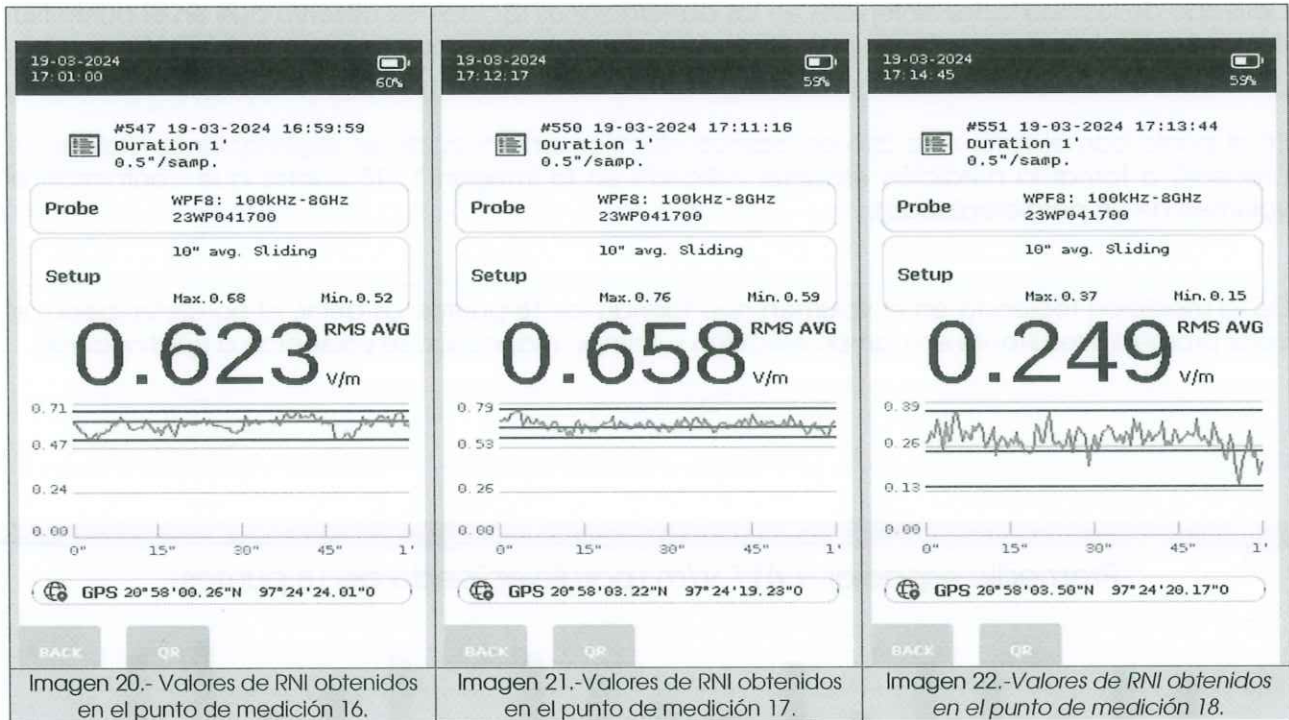 19-03-2024
17:01:00
60%
#547 19-03-2024 16:59:59
Duration 1'
0.5"/samp.
Probe
WPF8: 100kHz-8GHz
23WP041700
Setup
10" avg. Sliding
Max.0.68 Min.0.52
0.623 RMS AVG
V/m
0.71
0.47
0.24
0.00
0" 15" 30" 45" 1'
GPS 20°58'00.26"N 97°24'24.01"O
BACK QR
Imagen 20.- Valores de RNI obtenidos
en el punto de medición 16.
19-03-2024
17:12:17
59%
#550 19-03-2024 17:11:16
Duration 1'
0.5"/samp.
Probe
WPF8: 100kHz-8GHz
23WP041700
Setup
10" avg. Sliding
Max.0.76 Min.0.59
0.658 RMS AVG
V/m
0.79
0.53
0.26
0.00
0" 15" 30" 45" 1'
GPS 20°58'03.22"N 97°24'19.23"O
BACK QR
Imagen 21.-Valores de RNI obtenidos
en el punto de medición 17.
19-03-2024
17:14:45
59%
#551 19-03-2024 17:13:44
Duration 1'
0.5"/samp.
Probe
WPF8: 100kHz-8GHz
23WP041700
Setup
10" avg. Sliding
Max.0.37 Min.0.15
0.249 RMS AVG
V/m
0.39
0.26
0.13
0.00
0" 15" 30" 45" 1'
GPS 20°58'03.50"N 97°24'20.17"O
BACK QR
Imagen 22.-Valores de RNI obtenidos
en el punto de medición 18.